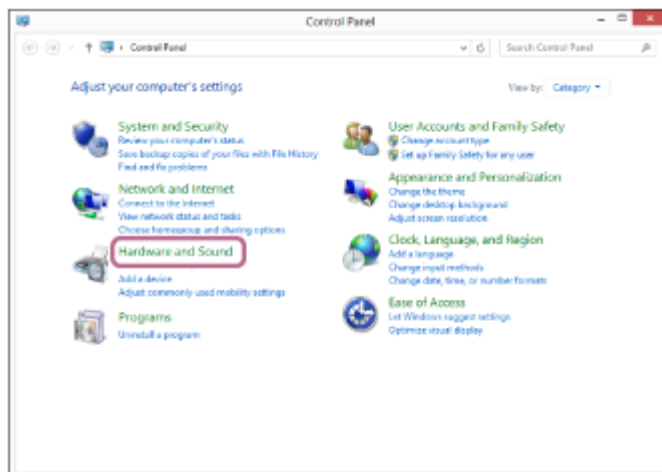 Control Panel
Control Panel
Search Control Panel
Adjust your computer's settings
View by: Category
System and Security
Review your computer's status
Save backup copies of your files with File History
Find and fix problems
Network and Internet
Connect to the Internet
View network status and tasks
Choose homegroup and sharing options
Hardware and Sound
Add a device
Adjust commonly used mobility settings
Programs
Uninstall a program
User Accounts and Family Safety
Change account type
Set up Family Safety for any user
Appearance and Personalization
Change the theme
Change desktop background
Adjust screen resolution
Clock, Language, and Region
Add a language
Change input methods
Change date, time, or number formats
Ease of Access
Let Windows suggest settings
Optimize visual display